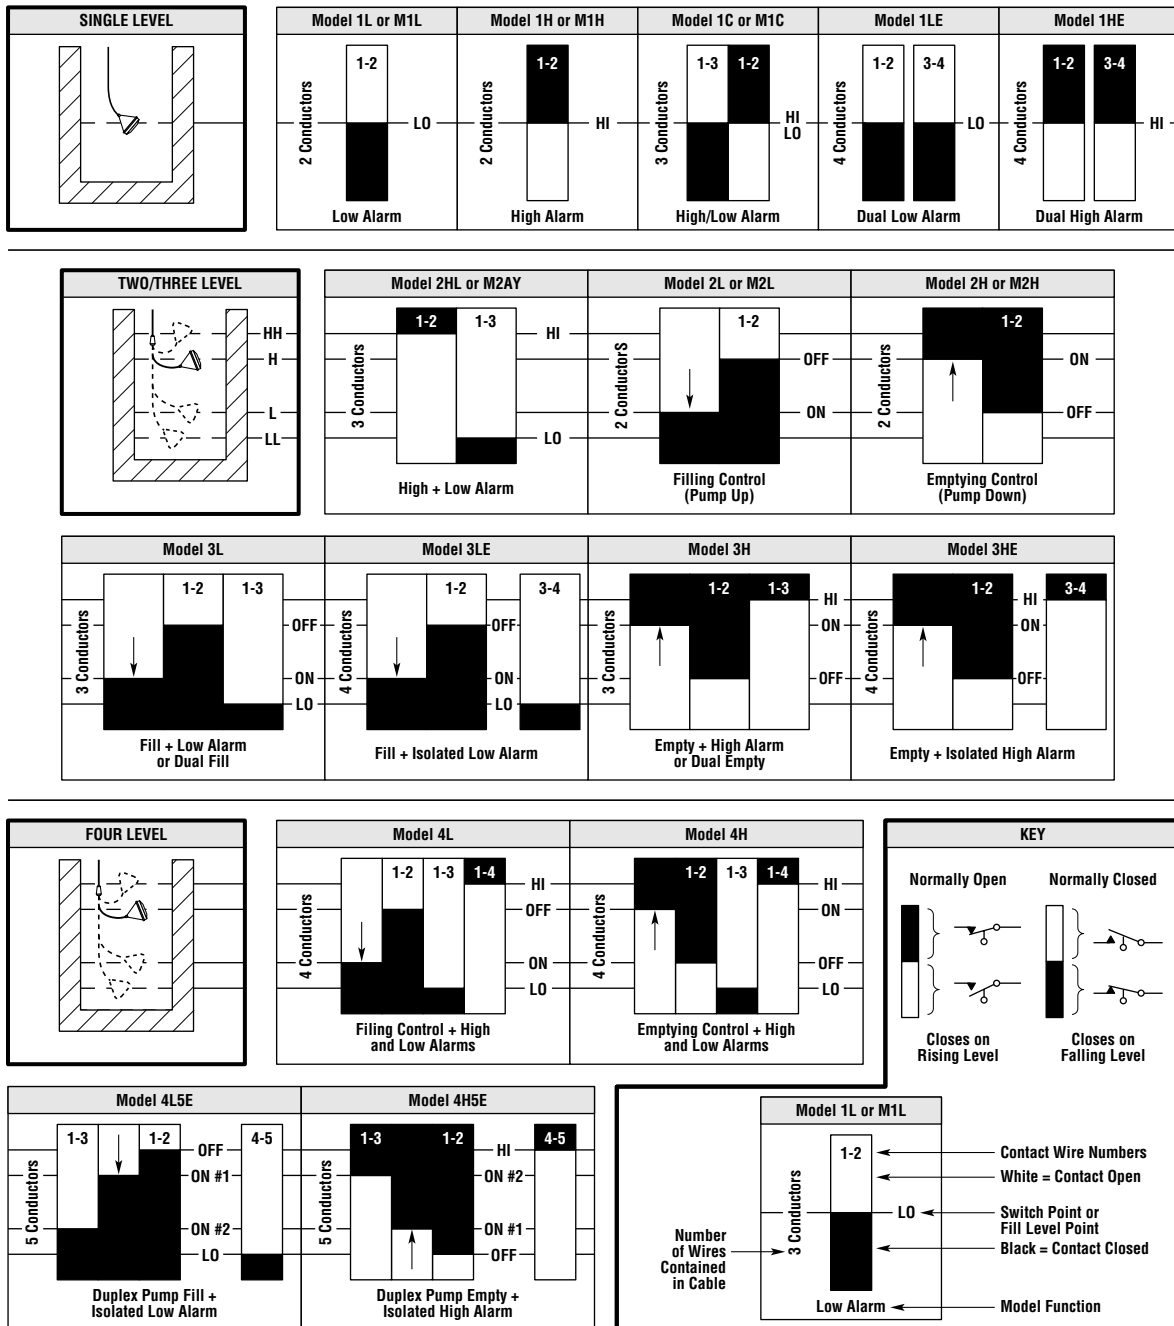 SINGLE LEVEL
Model 1L or M1L
2 Conductors
1-2
LO
Low Alarm
Model 1H or M1H
2 Conductors
1-2
HI
High Alarm
Model 1C or M1C
3 Conductors
1-3 1-2
HI
LO
High/Low Alarm
Model 1LE
4 Conductors
1-2 3-4
LO
Dual Low Alarm
Model 1HE
4 Conductors
1-2 3-4
HI
Dual High Alarm
TWO/THREE LEVEL
HH
H
L
LL
Model 2HL or M2AY
3 Conductors
1-2 1-3
HI
LO
High + Low Alarm
Model 2L or M2L
2 ConductorS
1-2
OFF
ON
Filling Control
(Pump Up)
Model 2H or M2H
2 Conductors
1-2
ON
OFF
Emptying Control
(Pump Down)
Model 3L
3 Conductors
1-2 1-3
OFF
ON
LO
Fill + Low Alarm
or Dual Fill
Model 3LE
4 Conductors
1-2 3-4
OFF
ON
LO
Fill + Isolated Low Alarm
Model 3H
3 Conductors
1-2 1-3
HI
ON
OFF
Empty + High Alarm
or Dual Empty
Model 3HE
4 Conductors
1-2 3-4
HI
ON
OFF
Empty + Isolated High Alarm
FOUR LEVEL
Model 4L
4 Conductors
1-2 1-3 1-4
HI
OFF
ON
LO
Filing Control + High
and Low Alarms
Model 4H
4 Conductors
1-2 1-3 1-4
HI
ON
OFF
LO
Emptying Control + High
and Low Alarms
KEY
Normally Open
Closes on
Rising Level
Normally Closed
Closes on
Falling Level
Model 4L5E
5 Conductors
1-3 1-2 4-5
OFF
ON #1
ON #2
LO
Duplex Pump Fill +
Isolated Low Alarm
Model 4H5E
5 Conductors
1-3 1-2 4-5
HI
ON #2
ON #1
OFF
Duplex Pump Empty +
Isolated High Alarm
Model 1L or M1L
1-2
Contact Wire Numbers
White = Contact Open
LO
Switch Point or
Fill Level Point
Black = Contact Closed
Number
of Wires
Contained
in Cable
3 Conductors
Low Alarm
Model Function